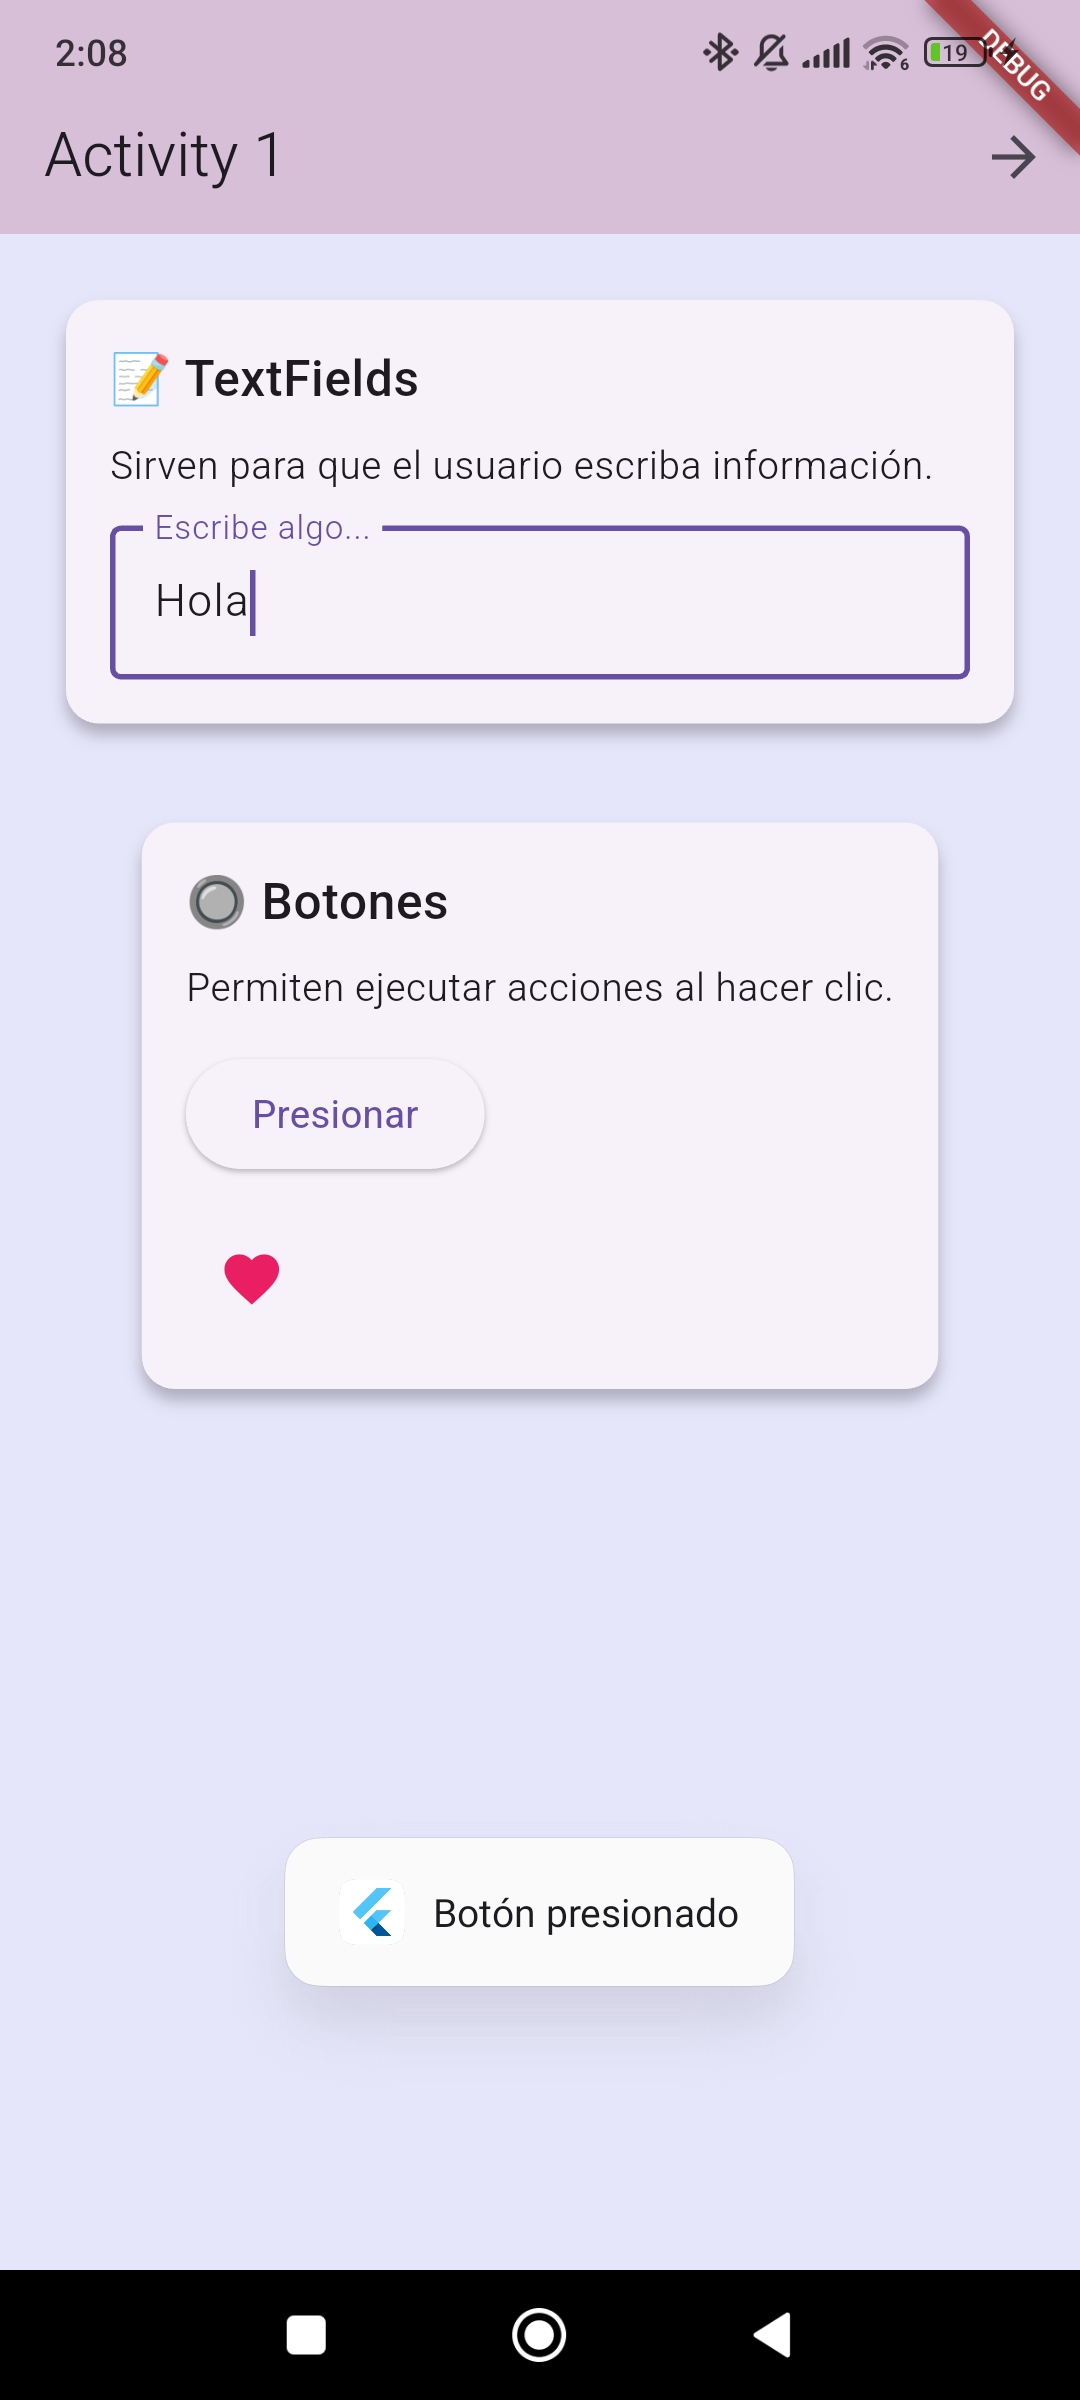 2:08
6
19
DEBUG
Activity 1
TextFields
Sirven para que el usuario escriba información.
Escribe algo...
Hola
Botones
Permiten ejecutar acciones al hacer clic.
Presionar
Botón presionado